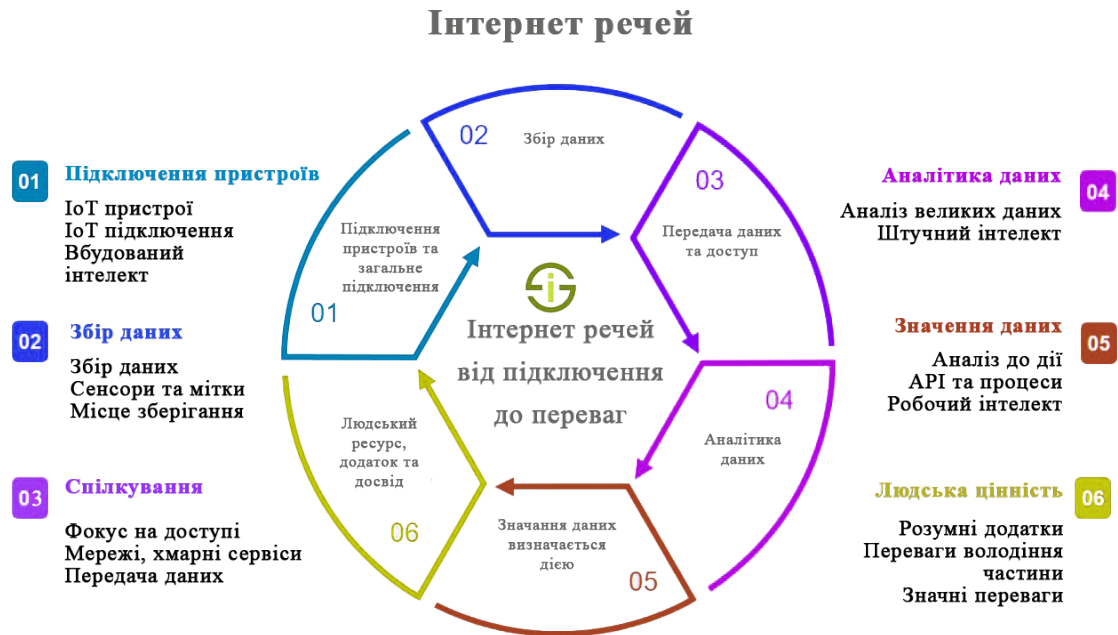 Інтернет речей
01
Підключення пристроїв
IoT пристрої
IoT підключення
Вбудований
інтелект
02
Збір даних
Збір даних
Сенсори та мітки
Місце зберігання
03
Спілкування
Фокус на доступі
Мережі, хмарні сервіси
Передача даних
02
Збір даних
03
Передача даних
та доступ
Підключення
пристроїв та
загальне
підключення
01
Інтернет речей
від підключення
до переваг
04
Аналітика
даних
Людський
ресурс,
додаток та
досвід
06
Значання даних
визначається
дією
05
Аналітика даних
04
Аналіз великих даних
Штучний інтелект
Значення даних
05
Аналіз до дії
API та процеси
Робочий інтелект
Людська цінність
06
Розумні додатки
Переваги володіння
частини
Значні переваги